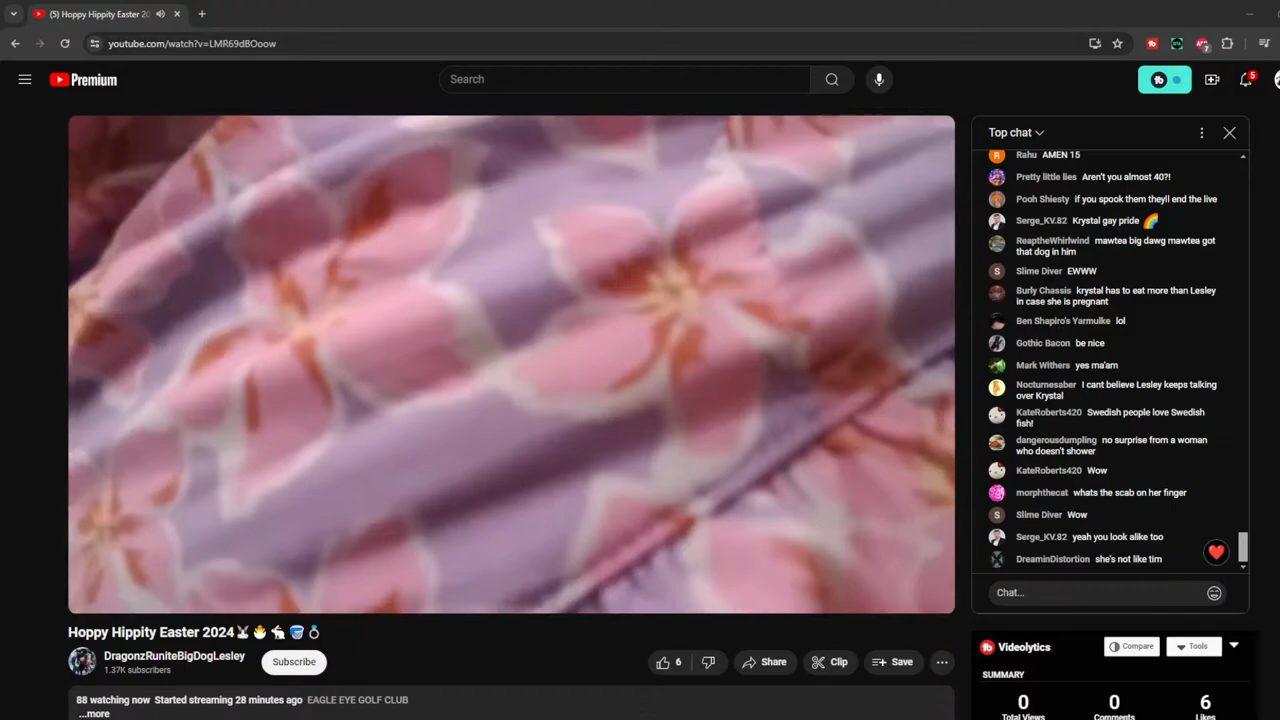 (5) Hoppy Hippity Easter 2024
youtube.com/watch?v=LMR69dBOoow
7
Premium
Search
5
Top chat
Rahu AMEN 15
Pretty little lies Aren't you almost 40?!
Pooh Shiesty if you spook them theyll end the live
Serge_KV.82 Krystal gay pride 🌈
ReaptheWhirlwind mawtea big dawg mawtea got
that dog in him
S Slime Diver EWWW
Burly Chassis krystal has to eat more than Lesley
in case she is pregnant
Ben Shapiro's Yarmulke lol
Gothic Bacon be nice
Mark Withers yes ma'am
Nocturnesaber I cant believe Lesley keeps talking
over Krystal
KateRoberts420 Swedish people love Swedish
fish!
dangerousdumpling no surprise from a woman
who doesn't shower
KateRoberts420 Wow
morphthecat whats the scab on her finger
S Slime Diver Wow
Serge_KV.82 yeah you look alike too
DreaminDistortion she's not like tim
Chat...
Hoppy Hippity Easter 2024🐰🐣🐇🪣💍
DragonzRuniteBigDogLesley
1.37K subscribers
Subscribe
6
Share
Clip
Save
88 watching now Started streaming 28 minutes ago EAGLE EYE GOLF CLUB
...more
Videolytics
Compare
Tools
SUMMARY
0
0
6
Total Views
Comments
Likes